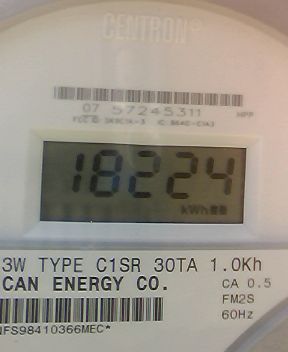 CENTRON®
07 57245311
18224
kWh
3W TYPE C1SR 30TA 1.0Kh
CAN ENERGY CO.
CA 0.5
FM2S
60Hz
NFS98410366MEC*